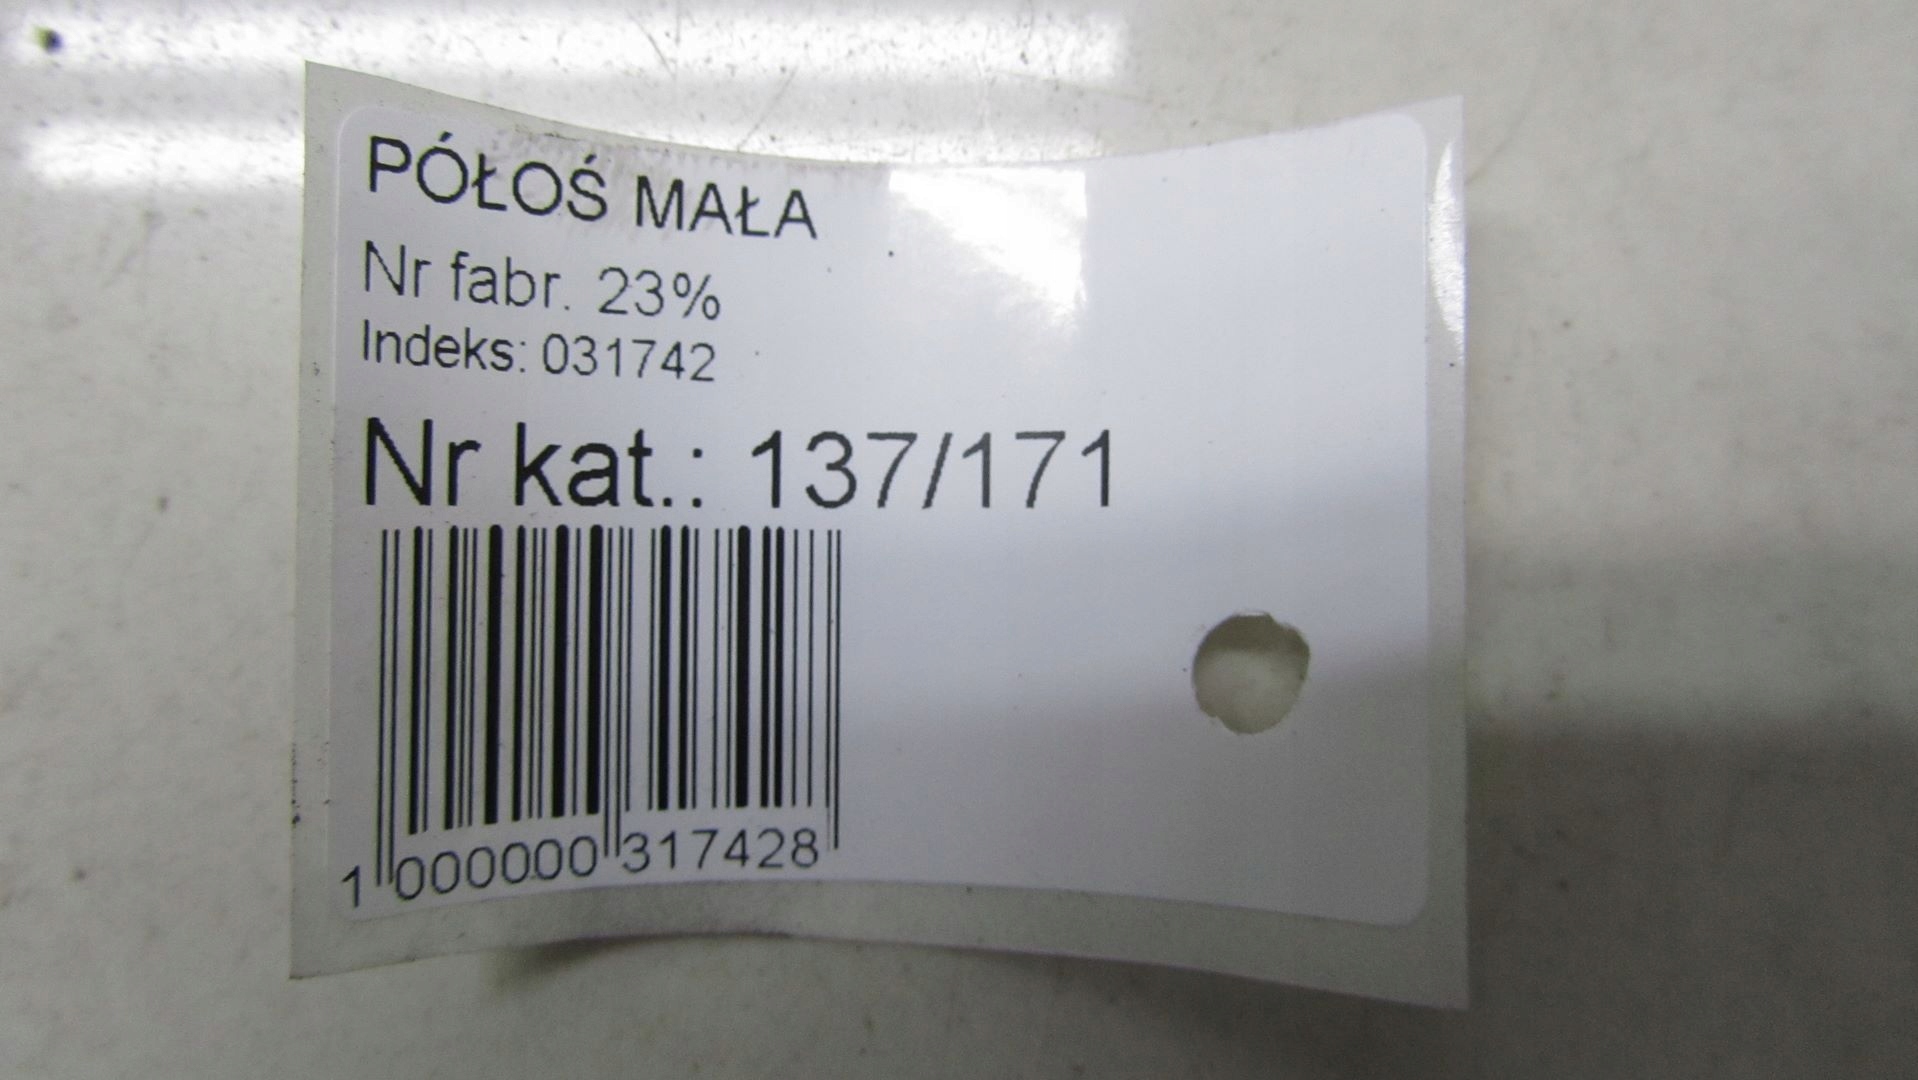 PÓŁOŚ MAŁA
Nr fabr. 23%
Indeks: 031742
Nr kat.: 137/171
1 000000 317428